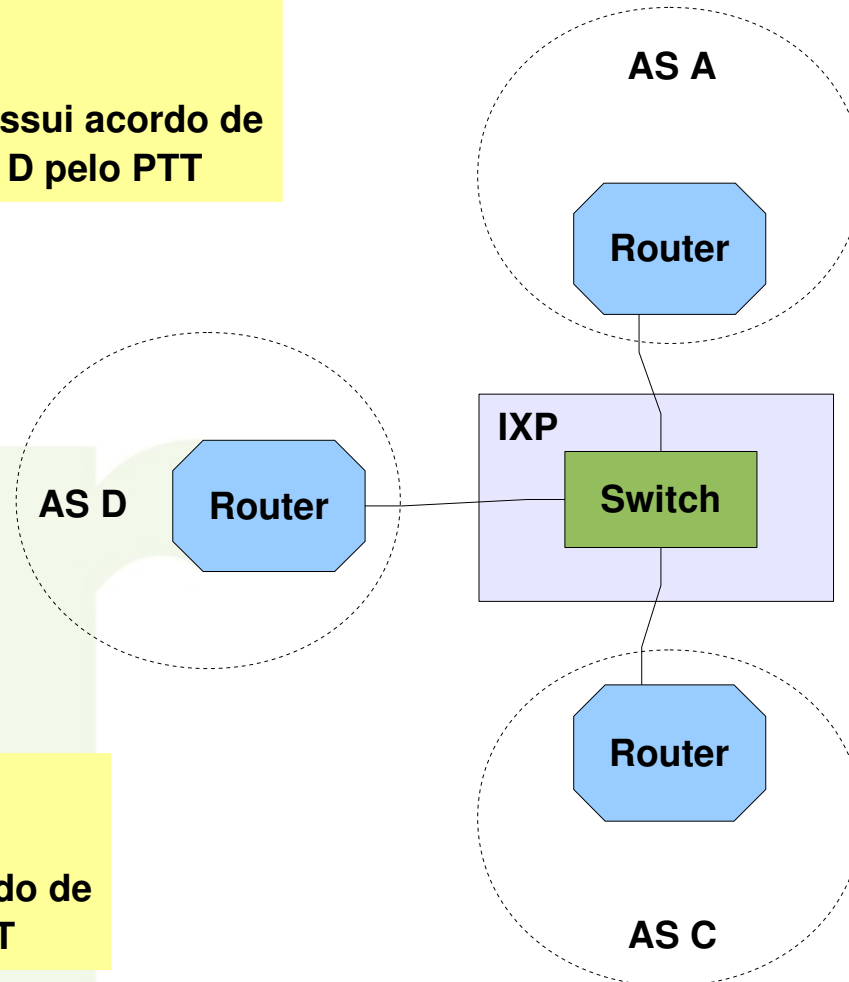 AS A
ssui acordo de
D pelo PTT
Router
IXP
Switch
AS D
Router
Router
do de
T
AS C